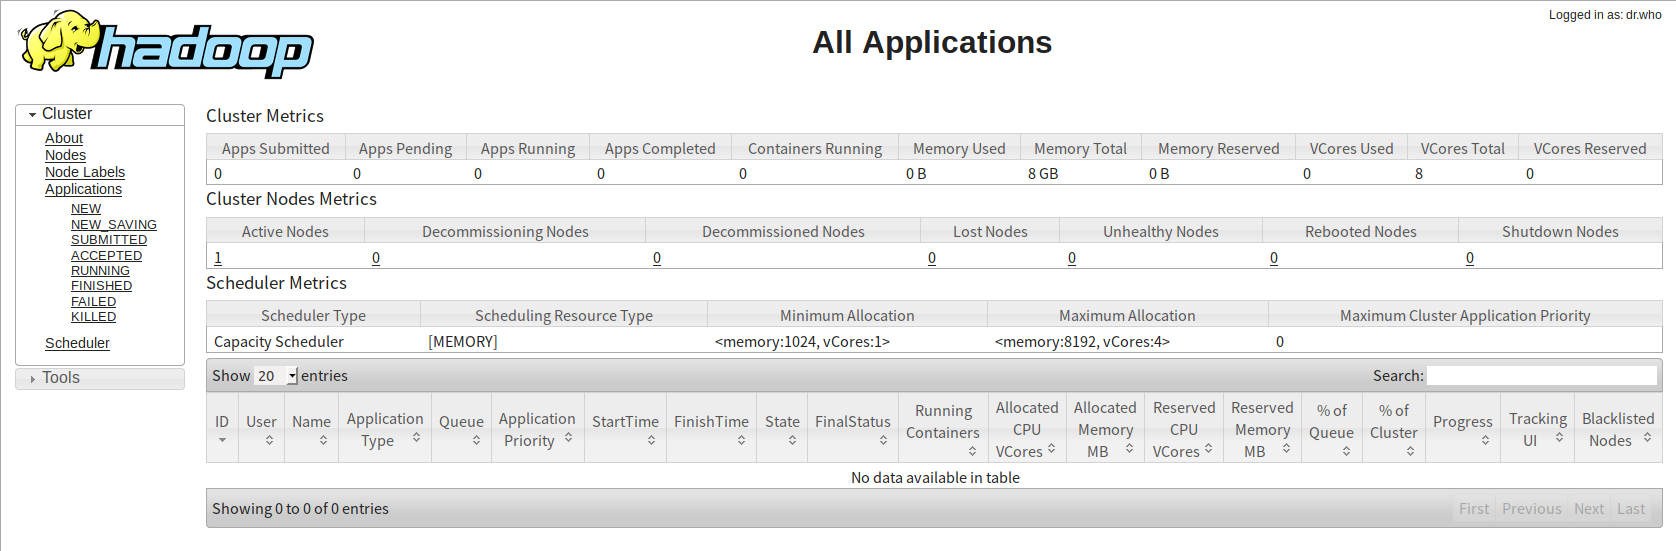 Logged in as: dr.who
hadoop
All Applications
Cluster
About
Nodes
Node Labels
Applications
NEW
NEW_SAVING
SUBMITTED
ACCEPTED
RUNNING
FINISHED
FAILED
KILLED
Scheduler
Tools
Cluster Metrics
Apps Submitted Apps Pending Apps Running Apps Completed Containers Running Memory Used Memory Total Memory Reserved VCores Used VCores Total VCores Reserved
0 0 0 0 0 0 B 8 GB 0 B 0 8 0
Cluster Nodes Metrics
Active Nodes Decommissioning Nodes Decommissioned Nodes Lost Nodes Unhealthy Nodes Rebooted Nodes Shutdown Nodes
1 0 0 0 0 0 0
Scheduler Metrics
Scheduler Type Scheduling Resource Type Minimum Allocation Maximum Allocation Maximum Cluster Application Priority
Capacity Scheduler [MEMORY] <memory:1024, vCores:1> <memory:8192, vCores:4> 0
Show 20 entries Search:
ID User Name Application Type Queue Application Priority StartTime FinishTime State FinalStatus Running Containers Allocated CPU VCores Allocated Memory MB Reserved CPU VCores Reserved Memory MB % of Queue % of Cluster Progress Tracking UI Blacklisted Nodes
No data available in table
Showing 0 to 0 of 0 entries First Previous Next Last